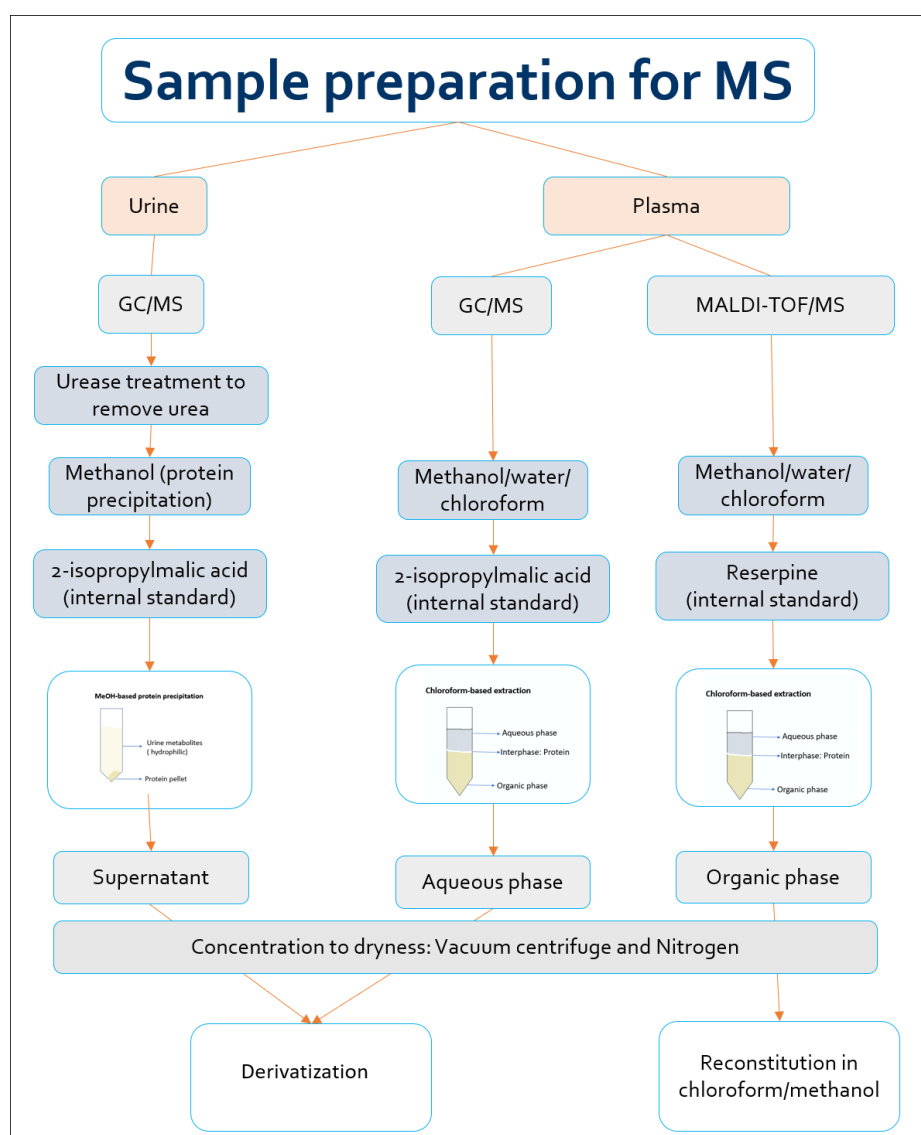 Sample preparation for MS
Urine
Plasma
GC/MS
GC/MS
MALDI-TOF/MS
Urease treatment to
remove urea
Methanol (protein
precipitation)
Methanol/water/
chloroform
Methanol/water/
chloroform
2-isopropylmalic acid
(internal standard)
2-isopropylmalic acid
(internal standard)
Reserpine
(internal standard)
MeOH-based protein precipitation
Urine metabolites
( hydrophilic)
Protein pellet
Chloroform-based extraction
Aqueous phase
Interphase: Protein
Organic phase
Chloroform-based extraction
Aqueous phase
Interphase: Protein
Organic phase
Supernatant
Aqueous phase
Organic phase
Concentration to dryness: Vacuum centrifuge and Nitrogen
Derivatization
Reconstitution in
chloroform/methanol